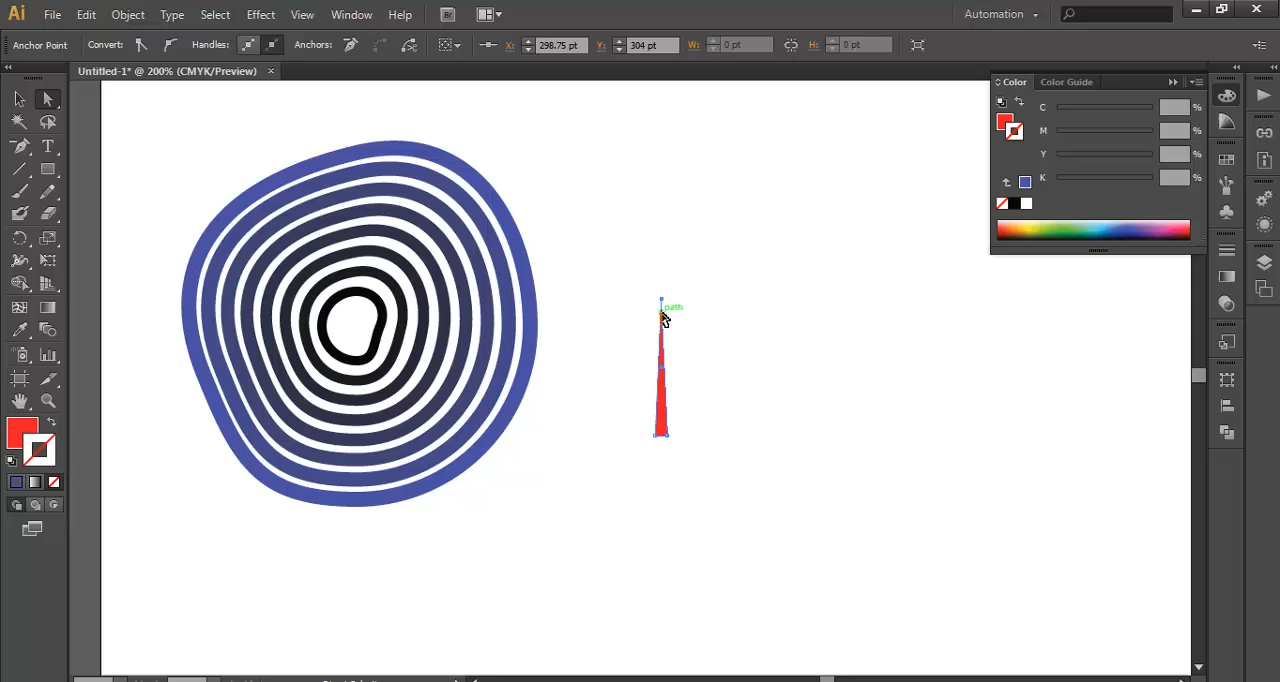 Ai File Edit Object Type Select Effect View Window Help Br Automation
Anchor Point Convert: Handles: Anchors: X: 298.75 pt Y: 304 pt W: 0 pt H: 0 pt
Untitled-1* @ 200% (CMYK/Preview) ×
Color Color Guide
C %
M %
Y %
K %
path
T